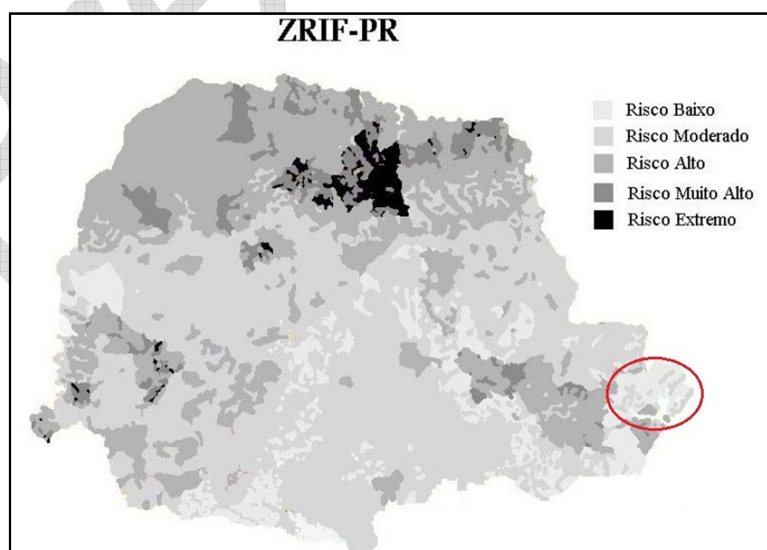 ZRIF-PR
Risco Baixo
Risco Moderado
Risco Alto
Risco Muito Alto
Risco Extremo